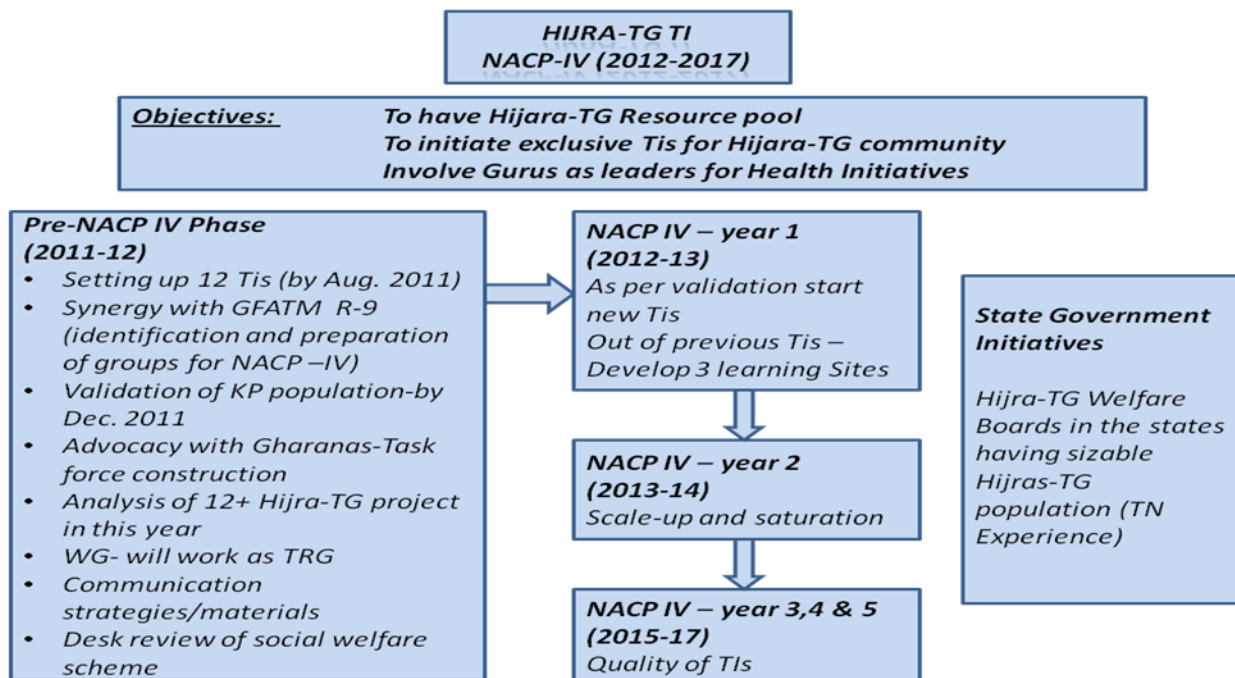 HIJRA-TG TI
NACP-IV (2012-2017)
Objectives: To have Hijara-TG Resource pool
To initiate exclusive Tis for Hijara-TG community
Involve Gurus as leaders for Health Initiatives
Pre-NACP IV Phase
(2011-12)
• Setting up 12 Tis (by Aug. 2011)
• Synergy with GFATM R-9
(identification and preparation
of groups for NACP –IV)
• Validation of KP population-by
Dec. 2011
• Advocacy with Gharanas-Task
force construction
• Analysis of 12+ Hijra-TG project
in this year
• WG- will work as TRG
• Communication
strategies/materials
• Desk review of social welfare
scheme
NACP IV – year 1
(2012-13)
As per validation start
new Tis
Out of previous Tis –
Develop 3 learning Sites
NACP IV – year 2
(2013-14)
Scale-up and saturation
NACP IV – year 3,4 & 5
(2015-17)
Quality of TIs
State Government
Initiatives
Hijra-TG Welfare
Boards in the states
having sizable
Hijras-TG
population (TN
Experience)